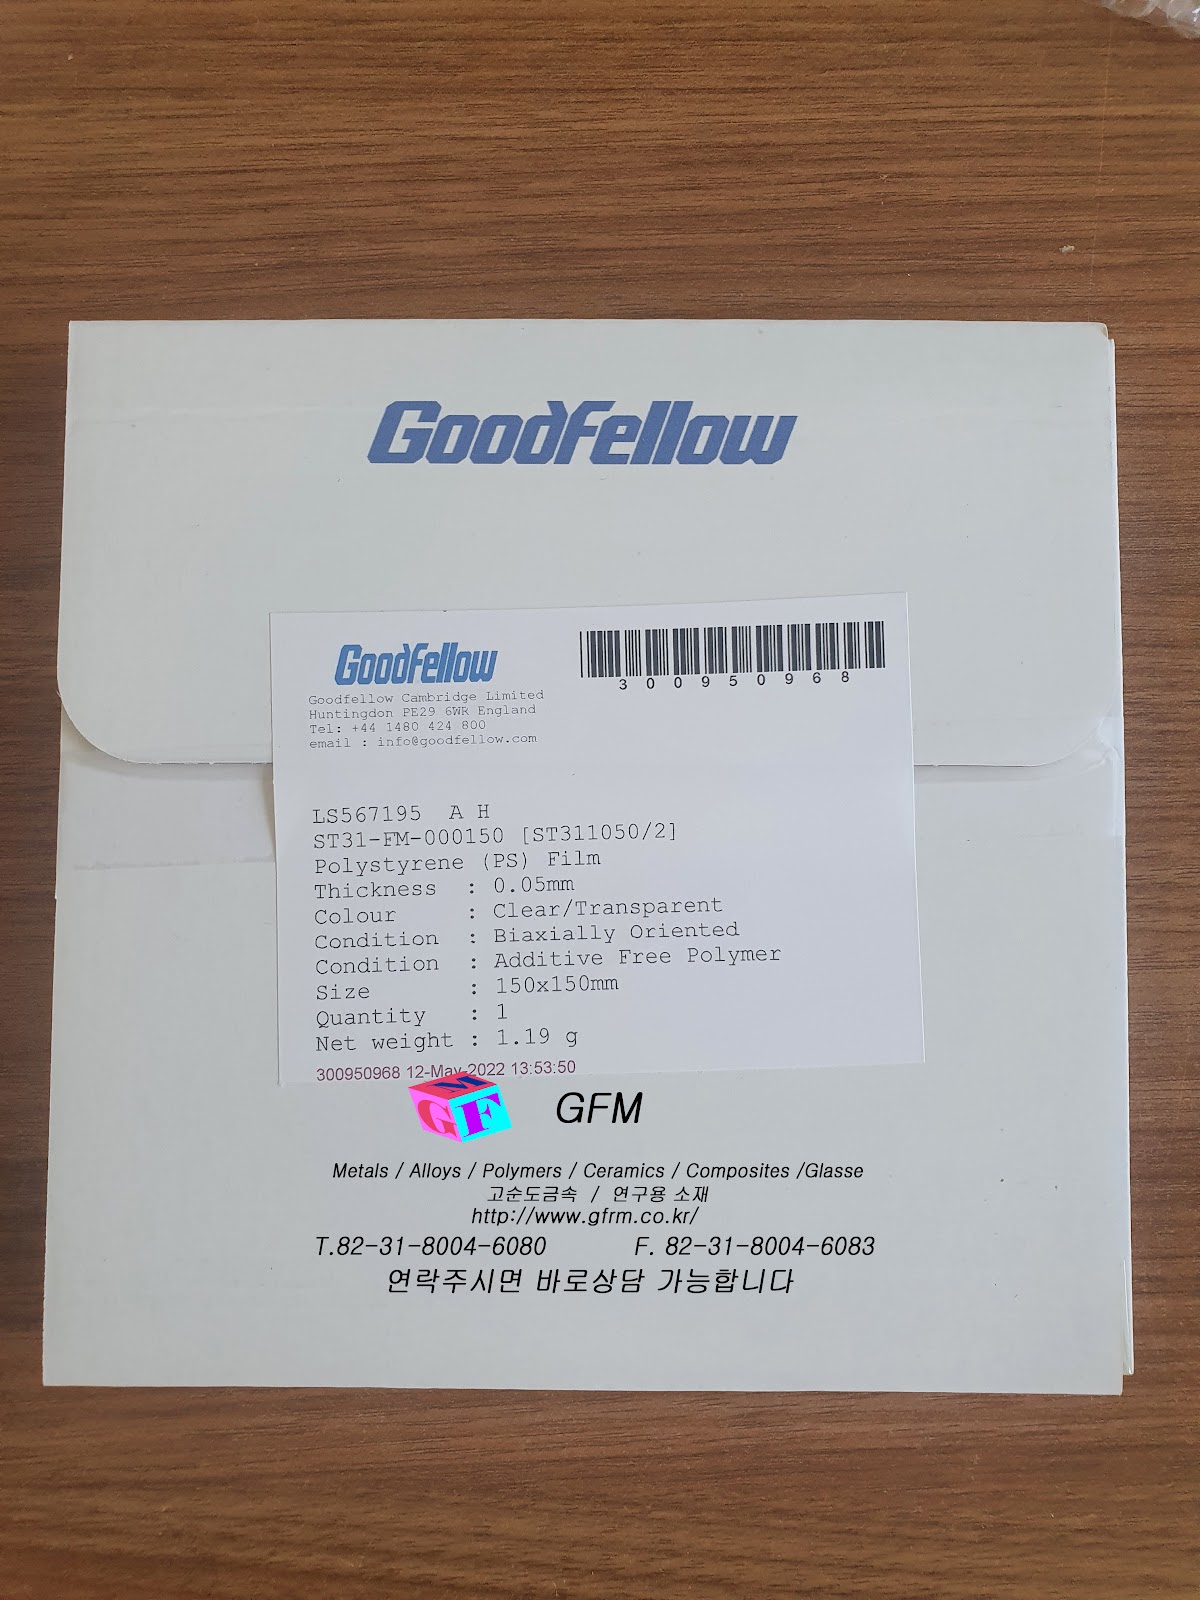 GoodFellow
GoodFellow
Goodfellow Cambridge Limited
Huntingdon PE29 6WR England
Tel: +44 1480 424 800
email : info@goodfellow.com
300950968
LS567195 A H
ST31-FM-000150 [ST311050/2]
Polystyrene (PS) Film
Thickness : 0.05mm
Colour : Clear/Transparent
Condition : Biaxially Oriented
Condition : Additive Free Polymer
Size : 150x150mm
Quantity : 1
Net weight : 1.19 g
300950968 12-May-2022 13:53:50
M
G F
GFM
Metals / Alloys / Polymers / Ceramics / Composites /Glasse
고순도금속 / 연구용 소재
http://www.gfrm.co.kr/
T.82-31-8004-6080 F. 82-31-8004-6083
연락주시면 바로상담 가능합니다